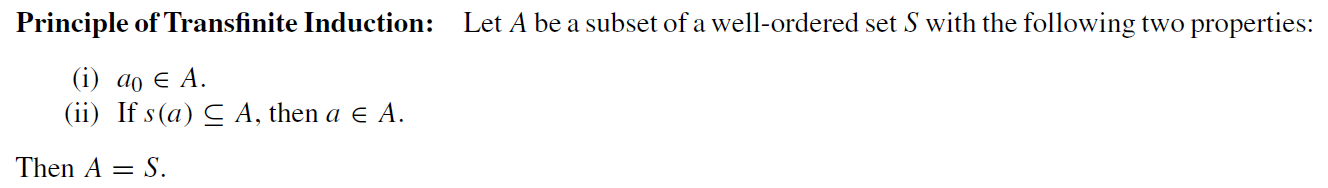 Principle of Transfinite Induction: Let A be a subset of a well-ordered set S with the following two properties:
(i) a₀ ∈ A.
(ii) If s(a) ⊆ A, then a ∈ A.
Then A = S.